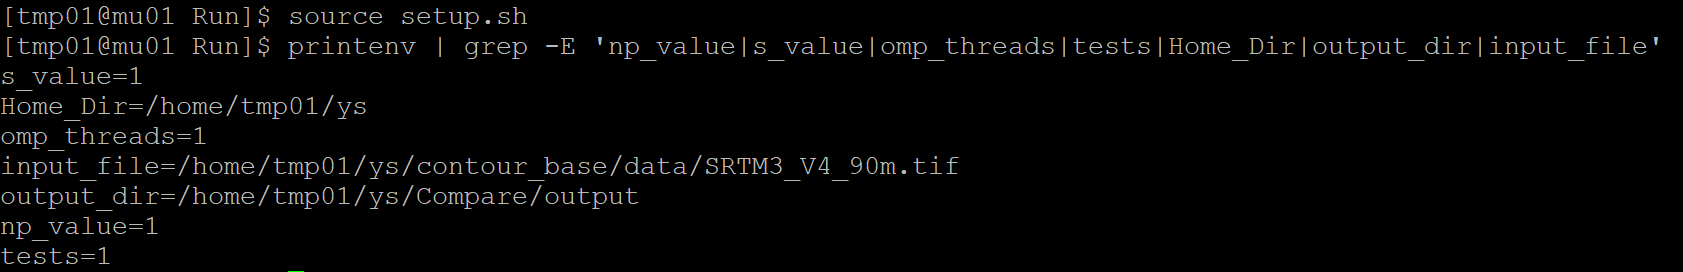 [tmp01@mu01 Run]$ source setup.sh
[tmp01@mu01 Run]$ printenv | grep -E 'np_value|s_value|omp_threads|tests|Home_Dir|output_dir|input_file'
s_value=1
Home_Dir=/home/tmp01/ys
omp_threads=1
input_file=/home/tmp01/ys/contour_base/data/SRTM3_V4_90m.tif
output_dir=/home/tmp01/ys/Compare/output
np_value=1
tests=1